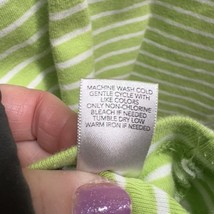 MACHINE WASH COLD
GENTLE CYCLE WITH
LIKE COLORS
ONLY NON-CHLORINE
BLEACH IF NEEDED
TUMBLE DRY LOW
WARM IRON IF NEEDED